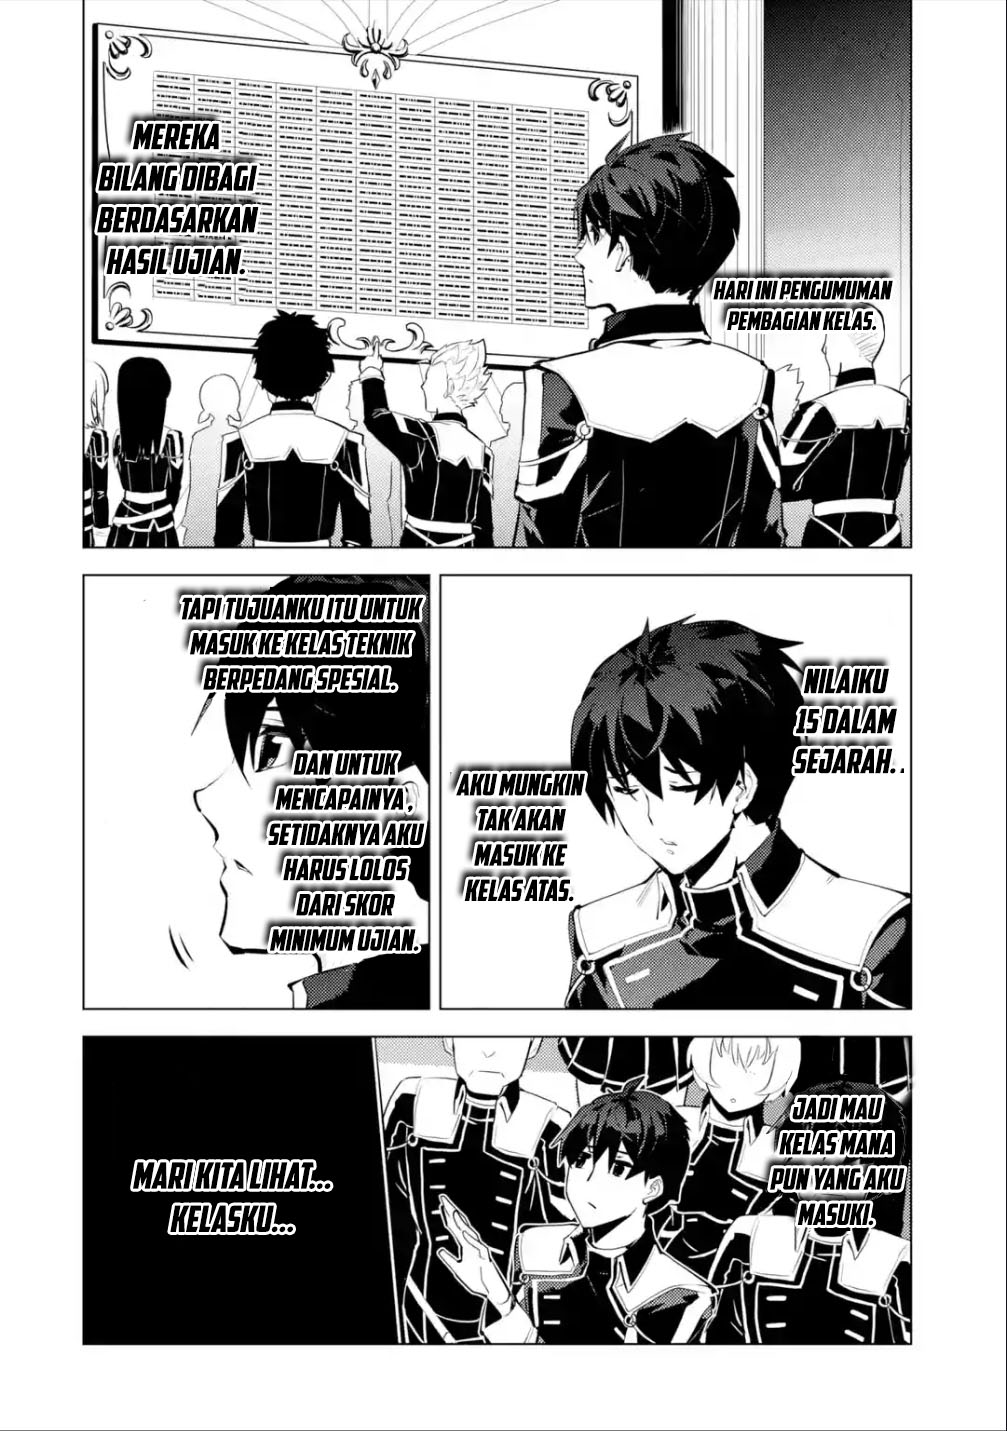 HARI INI PENGUMUMAN
PEMBAGIAN KELAS.
MEREKA
BILANG DIBAGI
BERDASARKAN
HASIL UJIAN.
NILAIKU
15 DALAM
SEJARAH.
AKU MUNGKIN
TAK AKAN
MASUK KE
KELAS ATAS.
TAPI TUJUANKU ITU UNTUK
MASUK KE KELAS TEKNIK
BERPEDANG SPESIAL.
DAN UNTUK
MENCAPAINYA,
SETIDAKNYA AKU
HARUS LOLOS
DARI SKOR
MINIMUM UJIAN.
JADI MAU
KELAS MANA
PUN YANG AKU
MASUKI.
MARI KITA LIHAT...
KELASKU...